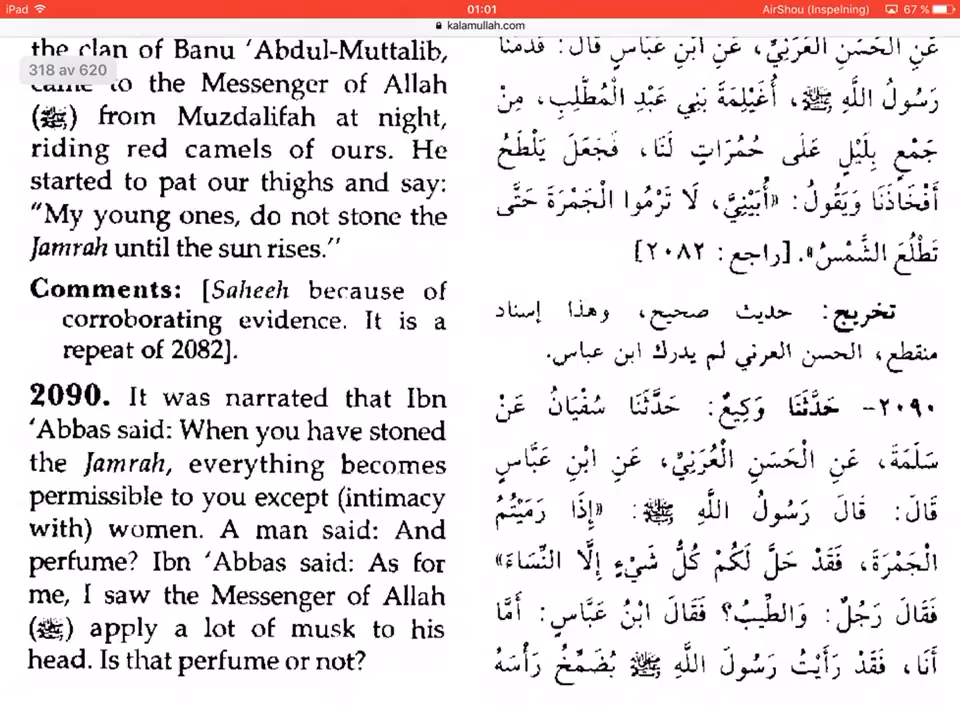 iPad 01:01 AirShou (Inspelning) 67 %
kalamullah.com
318 av 620
the clan of Banu ‘Abdul-Muttalib,
came to the Messenger of Allah
(ﷺ) from Muzdalifah at night,
riding red camels of ours. He
started to pat our thighs and say:
“My young ones, do not stone the
Jamrah until the sun rises.”
Comments: [Saheeh because of
corroborating evidence. It is a
repeat of 2082].
2090. It was narrated that Ibn
‘Abbas said: When you have stoned
the Jamrah, everything becomes
permissible to you except (intimacy
with) women. A man said: And
perfume? Ibn ‘Abbas said: As for
me, I saw the Messenger of Allah
(ﷺ) apply a lot of musk to his
head. Is that perfume or not?
عَنِ الْحَسَنِ الْعُرَنِيِّ، عَنِ ابْنِ عَبَّاسٍ قَالَ: قَدَّمَنَا
رَسُولُ اللَّهِ ﷺ، أُغَيْلِمَةَ بَنِي عَبْدِ الْمُطَّلِبِ، مِنْ
جَمْعٍ بِلَيْلٍ عَلَى حُمُرَاتٍ لَنَا، فَجَعَلَ يَلْطَحُ
أَفْخَاذَنَا وَيَقُولُ: «أُبَيْنِيَّ، لَا تَرْمُوا الْجَمْرَةَ حَتَّى
تَطْلُعَ الشَّمْسُ». [راجع: ٢٠٨٢]
تخريج: حديث صحيح، وهذا إسناد
منقطع، الحسن العرني لم يدرك ابن عباس.
٢٠٩٠- حَدَّثَنَا وَكِيعٌ: حَدَّثَنَا سُفْيَانُ عَنْ
سَلَمَةَ، عَنِ الْحَسَنِ الْعُرَنِيِّ، عَنِ ابْنِ عَبَّاسٍ
قَالَ: قَالَ رَسُولُ اللَّهِ ﷺ: «إِذَا رَمَيْتُمُ
الْجَمْرَةَ، فَقَدْ حَلَّ لَكُمْ كُلُّ شَيْءٍ إِلَّا النِّسَاءَ»
فَقَالَ رَجُلٌ: وَالطِّيبُ؟ فَقَالَ ابْنُ عَبَّاسٍ: أَمَّا
أَنَا، فَقَدْ رَأَيْتُ رَسُولَ اللَّهِ ﷺ يُضَمِّخُ رَأْسَهُ